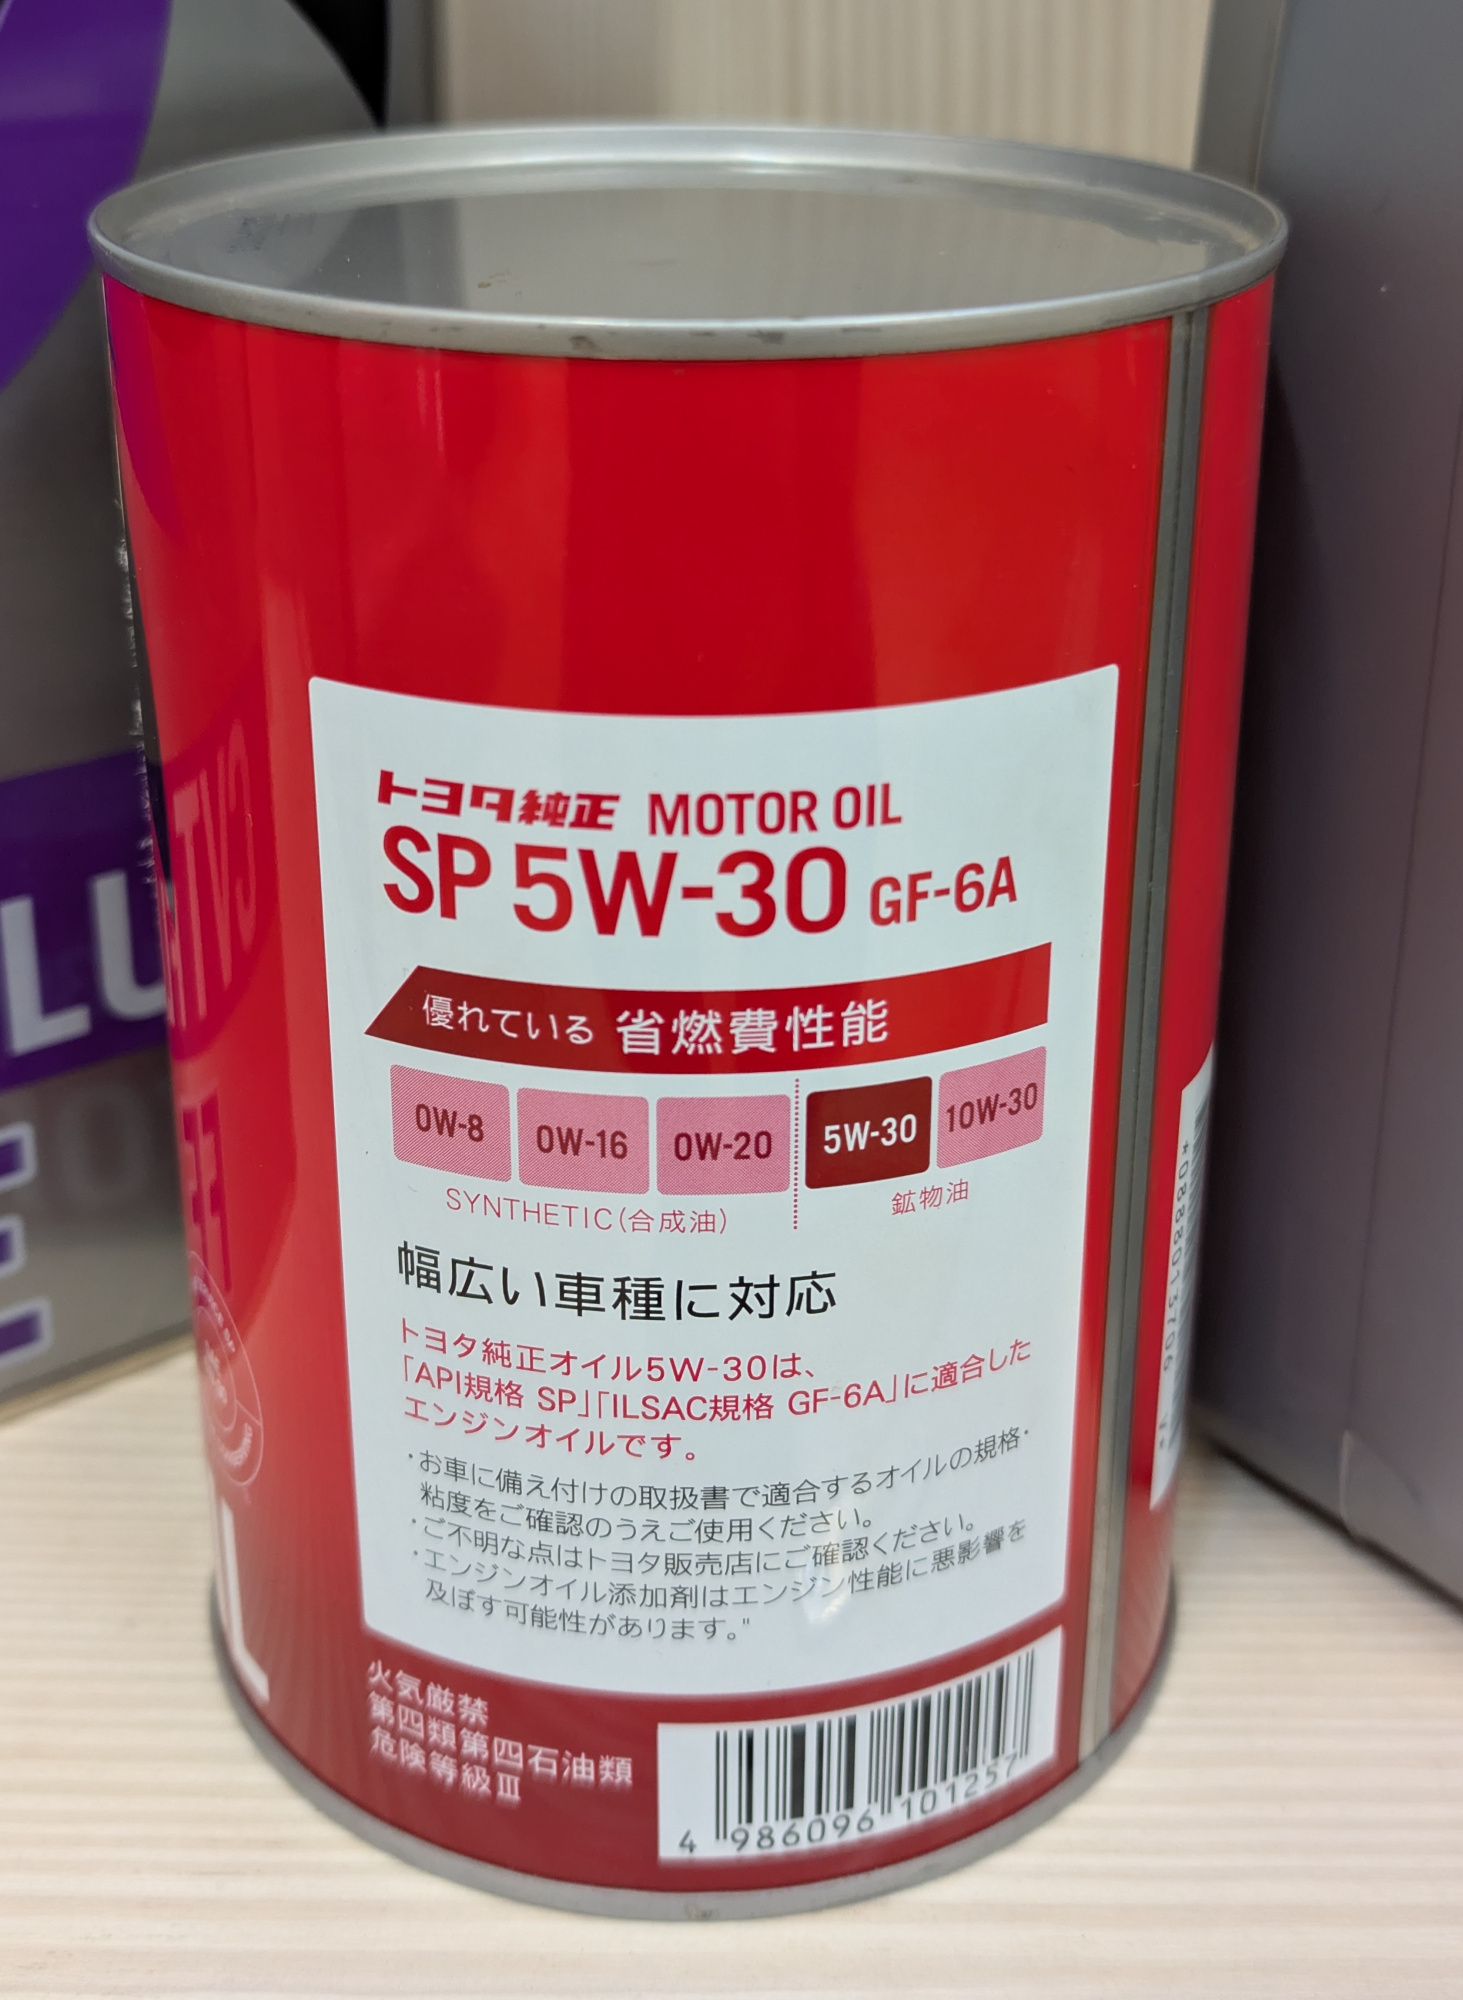 トヨタ純正 MOTOR OIL
SP 5W-30 GF-6A
優れている 省燃費性能
0W-8 0W-16 0W-20 5W-30 10W-30
SYNTHETIC(合成油) 鉱物油
幅広い車種に対応
トヨタ純正オイル5W-30は、
「API規格 SP」「ILSAC規格 GF-6A」に適合した
エンジンオイルです。
・お車に備え付けの取扱書で適合するオイルの規格・
粘度をご確認のうえご使用ください。
・ご不明な点はトヨタ販売店にご確認ください。
・エンジンオイル添加剤はエンジン性能に悪影響を
及ぼす可能性があります。"
火気厳禁
第四類第四石油類
危険等級Ⅲ
4 986096 101257
*0888013706
LU